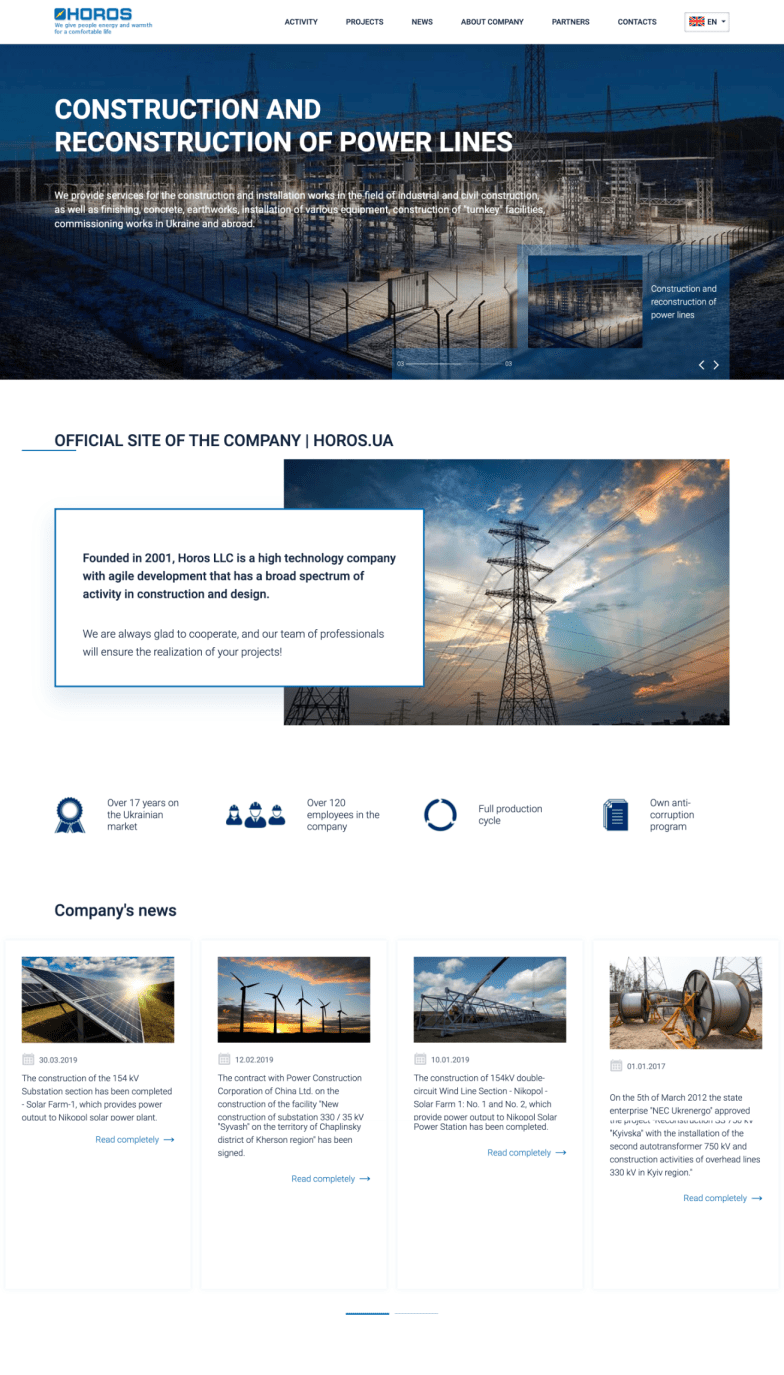 HOROS
We give people energy and warmth
for a comfortable life
ACTIVITY
PROJECTS
NEWS
ABOUT COMPANY
PARTNERS
CONTACTS
EN
CONSTRUCTION AND
RECONSTRUCTION OF POWER LINES
We provide services for the construction and installation works in the field of industrial and civil construction,
as well as finishing, concrete, earthworks, installation of various equipment, construction of "turnkey" facilities,
commissioning works in Ukraine and abroad.
Construction and
reconstruction of
power lines
03
03
OFFICIAL SITE OF THE COMPANY | HOROS.UA
Founded in 2001, Horos LLC is a high technology company
with agile development that has a broad spectrum of
activity in construction and design.
We are always glad to cooperate, and our team of professionals
will ensure the realization of your projects!
Over 17 years on
the Ukrainian
market
Over 120
employees in the
company
Full production
cycle
Own anti-
corruption
program
Company's news
30.03.2019
The construction of the 154 kV
Substation section has been completed
- Solar Farm-1, which provides power
output to Nikopol solar power plant.
Read completely
12.02.2019
The contract with Power Construction
Corporation of China Ltd. on the
construction of the facility "New
construction of substation 330 / 35 kV
"Syvash" on the territory of Chaplinsky
district of Kherson region" has been
signed.
Read completely
10.01.2019
The construction of 154kV double-
circuit Wind Line Section - Nikopol -
Solar Farm 1: No. 1 and No. 2, which
provide power output to Nikopol Solar
Power Station has been completed.
Read completely
01.01.2017
On the 5th of March 2012 the state
enterprise "NEC Ukrenergo" approved
the project "Reconstruction SS 750 kV
"Kyivska" with the installation of the
second autotransformer 750 kV and
construction activities of overhead lines
330 kV in Kyiv region."
Read completely